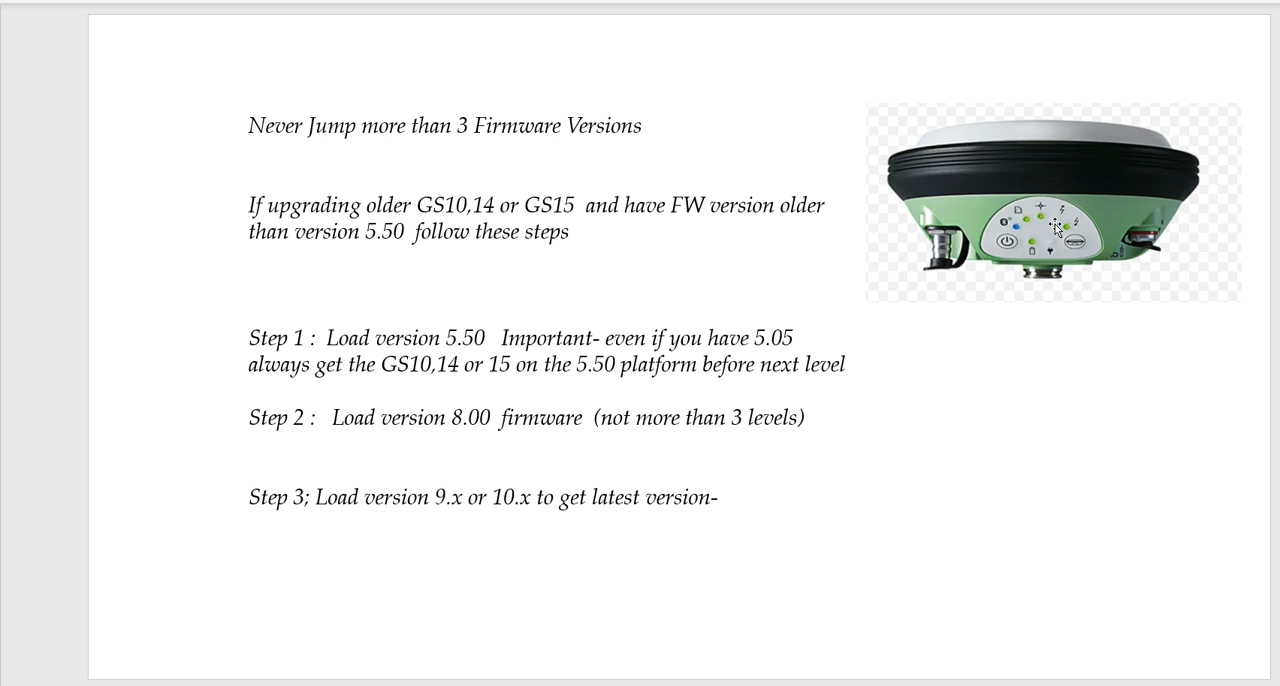 Never Jump more than 3 Firmware Versions
If upgrading older GS10,14 or GS15  and have FW version older
than version 5.50  follow these steps
Step 1 :  Load version 5.50   Important- even if you have 5.05
always get the GS10,14 or 15 on the 5.50 platform before next level
Step 2 :   Load version 8.00  firmware  (not more than 3 levels)
Step 3; Load version 9.x or 10.x to get latest version-